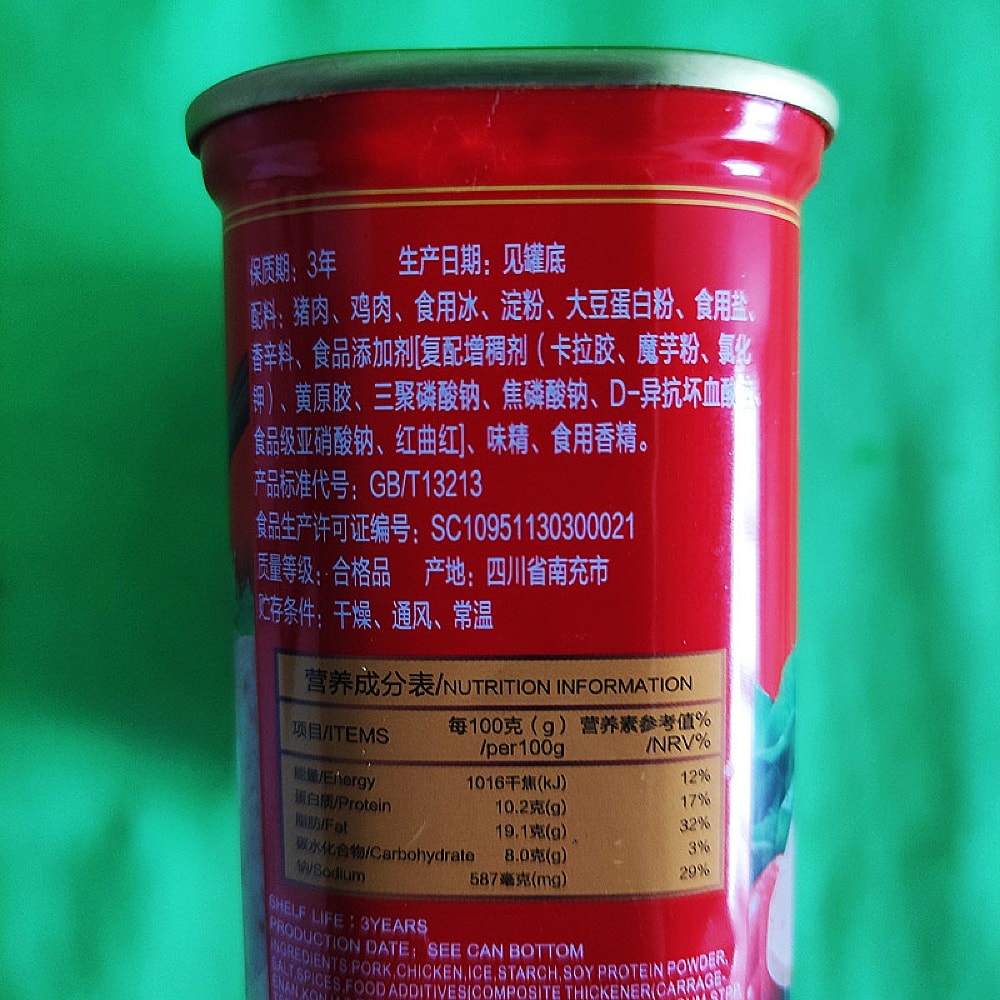 保质期：3年 生产日期：见罐底
配料：猪肉、鸡肉、食用冰、淀粉、大豆蛋白粉、食用盐、
香辛料、食品添加剂[复配增稠剂（卡拉胶、魔芋粉、氯化
钾）、黄原胶、三聚磷酸钠、焦磷酸钠、D-异抗坏血酸
食品级亚硝酸钠、红曲红]、味精、食用香精。
产品标准代号：GB/T13213
食品生产许可证编号：SC10951130300021
质量等级：合格品 产地：四川省南充市
贮存条件：干燥、通风、常温
营养成分表/NUTRITION INFORMATION
项目/ITEMS 每100克（g）/per100g 营养素参考值%/NRV%
能量/Energy 1016千焦(kJ) 12%
蛋白质/Protein 10.2克(g) 17%
脂肪/Fat 19.1克(g) 32%
碳水化合物/Carbohydrate 8.0克(g) 3%
钠/Sodium 587毫克(mg) 29%
SHELF LIFE：3YEARS
PRODUCTION DATE：SEE CAN BOTTOM
INGREDIENTS:PORK,CHICKEN,ICE,STARCH,SOY PROTEIN POWDER,
SALT,SPICES,FOOD ADDITIVES[COMPOSITE THICKENER(CARRAGE-